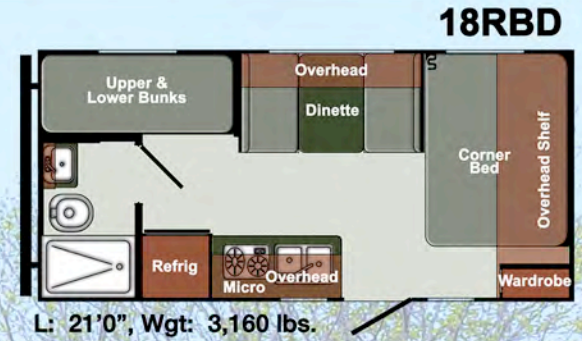 18RBD
Upper &
Lower Bunks
Overhead
Dinette
Corner
Bed
Overhead Shelf
Refrig
Overhead
Micro
Wardrobe
L: 21'0", Wgt: 3,160 lbs.